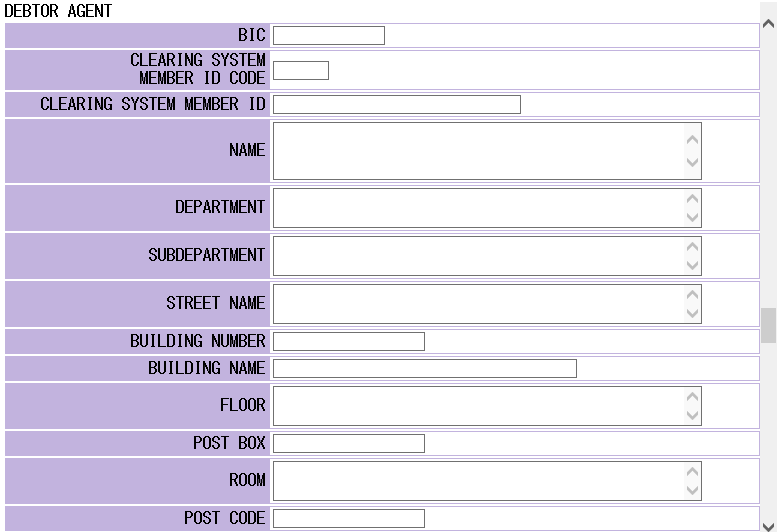 DEBTOR AGENT
BIC
CLEARING SYSTEM
MEMBER ID CODE
CLEARING SYSTEM MEMBER ID
NAME
DEPARTMENT
SUBDEPARTMENT
STREET NAME
BUILDING NUMBER
BUILDING NAME
FLOOR
POST BOX
ROOM
POST CODE